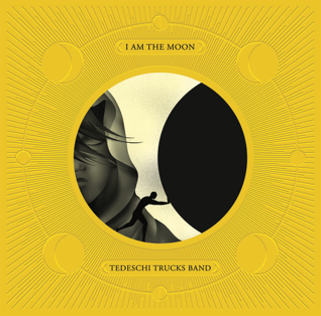 I AM THE MOON
TEDESCHI TRUCKS BAND